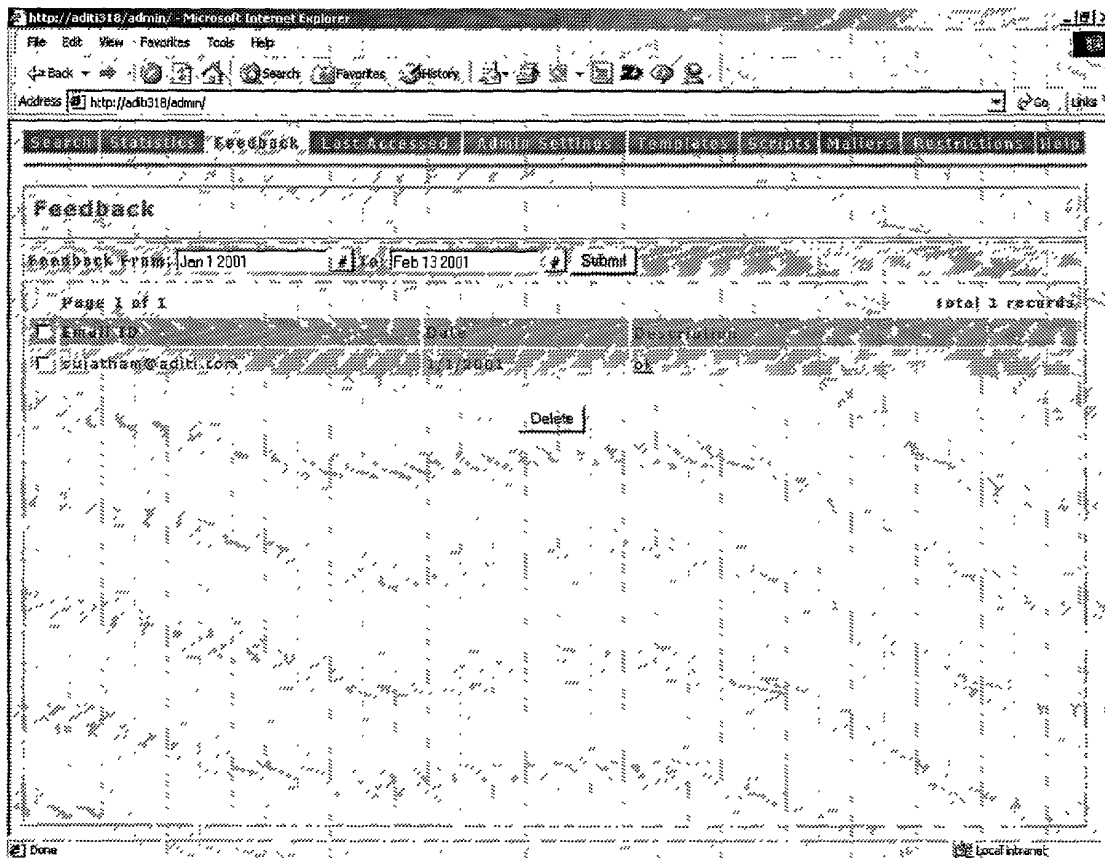 http://aditi318/admin/ - Microsoft Internet Explorer
File Edit View Favorites Tools Help
Back Search Favorites History
Address http://aditi318/admin/ Go Links
Search Statistics Feedback Last Accessed Admin Settings Templates Scripts Mailers Restrictions Help
Feedback
Feedback From: Jan 1 2001 # To: Feb 13 2001 # Submit
Page 1 of 1 total 1 records
Email ID Date Description
sujatham@aditi.com 1/1/2001 ok
Delete
Done Local intranet